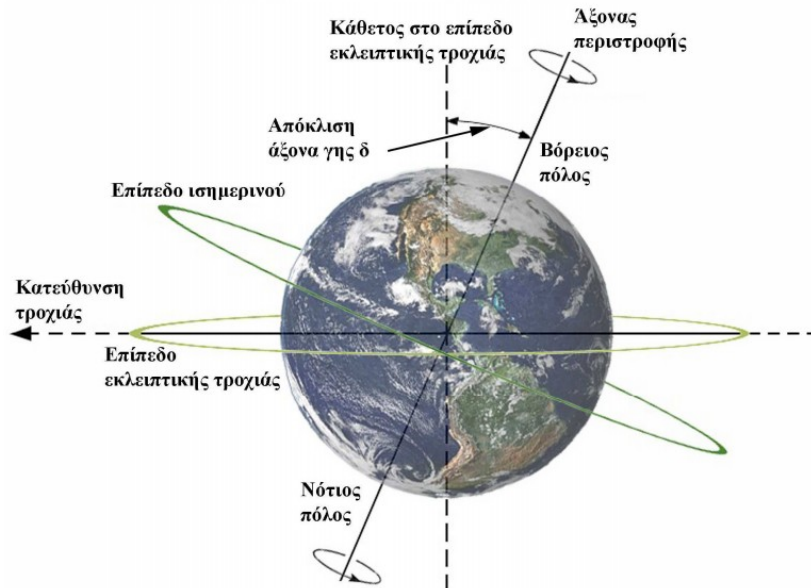 Κάθετος στο επίπεδο
εκλειπτικής τροχιάς
Άξονας
περιστροφής
Απόκλιση
άξονα γης δ
Βόρειος
πόλος
Επίπεδο ισημερινού
Κατεύθυνση
τροχιάς
Επίπεδο
εκλειπτικής τροχιάς
Νότιος
πόλος